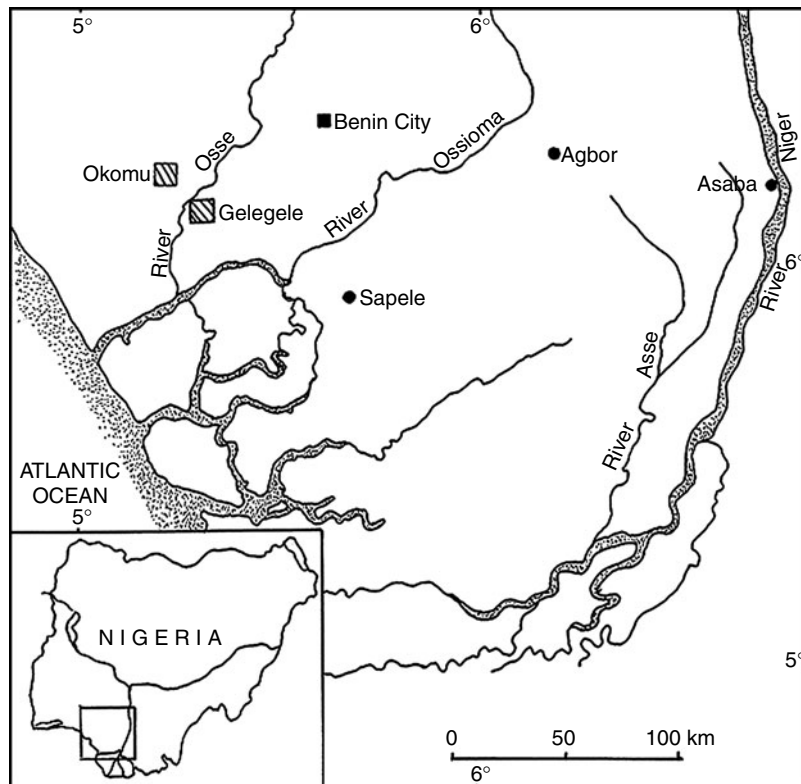 5°
6°
Benin City
Osse
Ossioma
Niger
Okomu
Agbor
Asaba
Gelegele
River
River
River
6°
Sapele
Asse
River
ATLANTIC
OCEAN
5°
NIGERIA
5°
0 50 100 km
6°